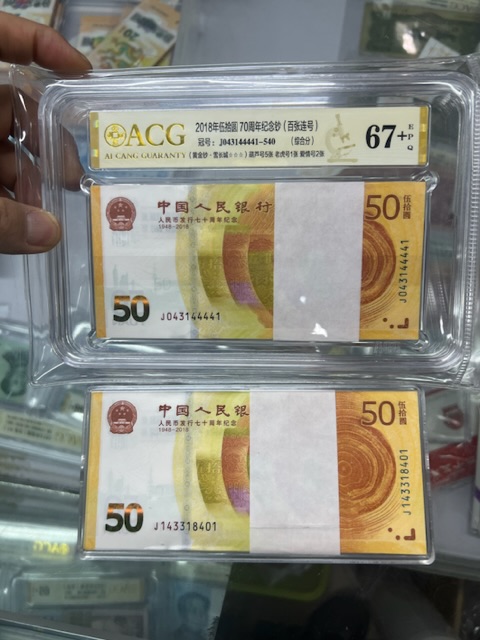 ACG
AI CANG GUARANTY
2018年伍拾圆 70周年纪念钞（百张连号）
冠号：J043144441-540 （综合分）
67+
EPQ
中国人民银行
人民币发行七十周年纪念
1948-2018
50
伍拾圆
50
J043144441
J043144441
中国人民银
人民币发行七十周年纪念
1948-2018
50
伍拾圆
50
J143318401
J143318401